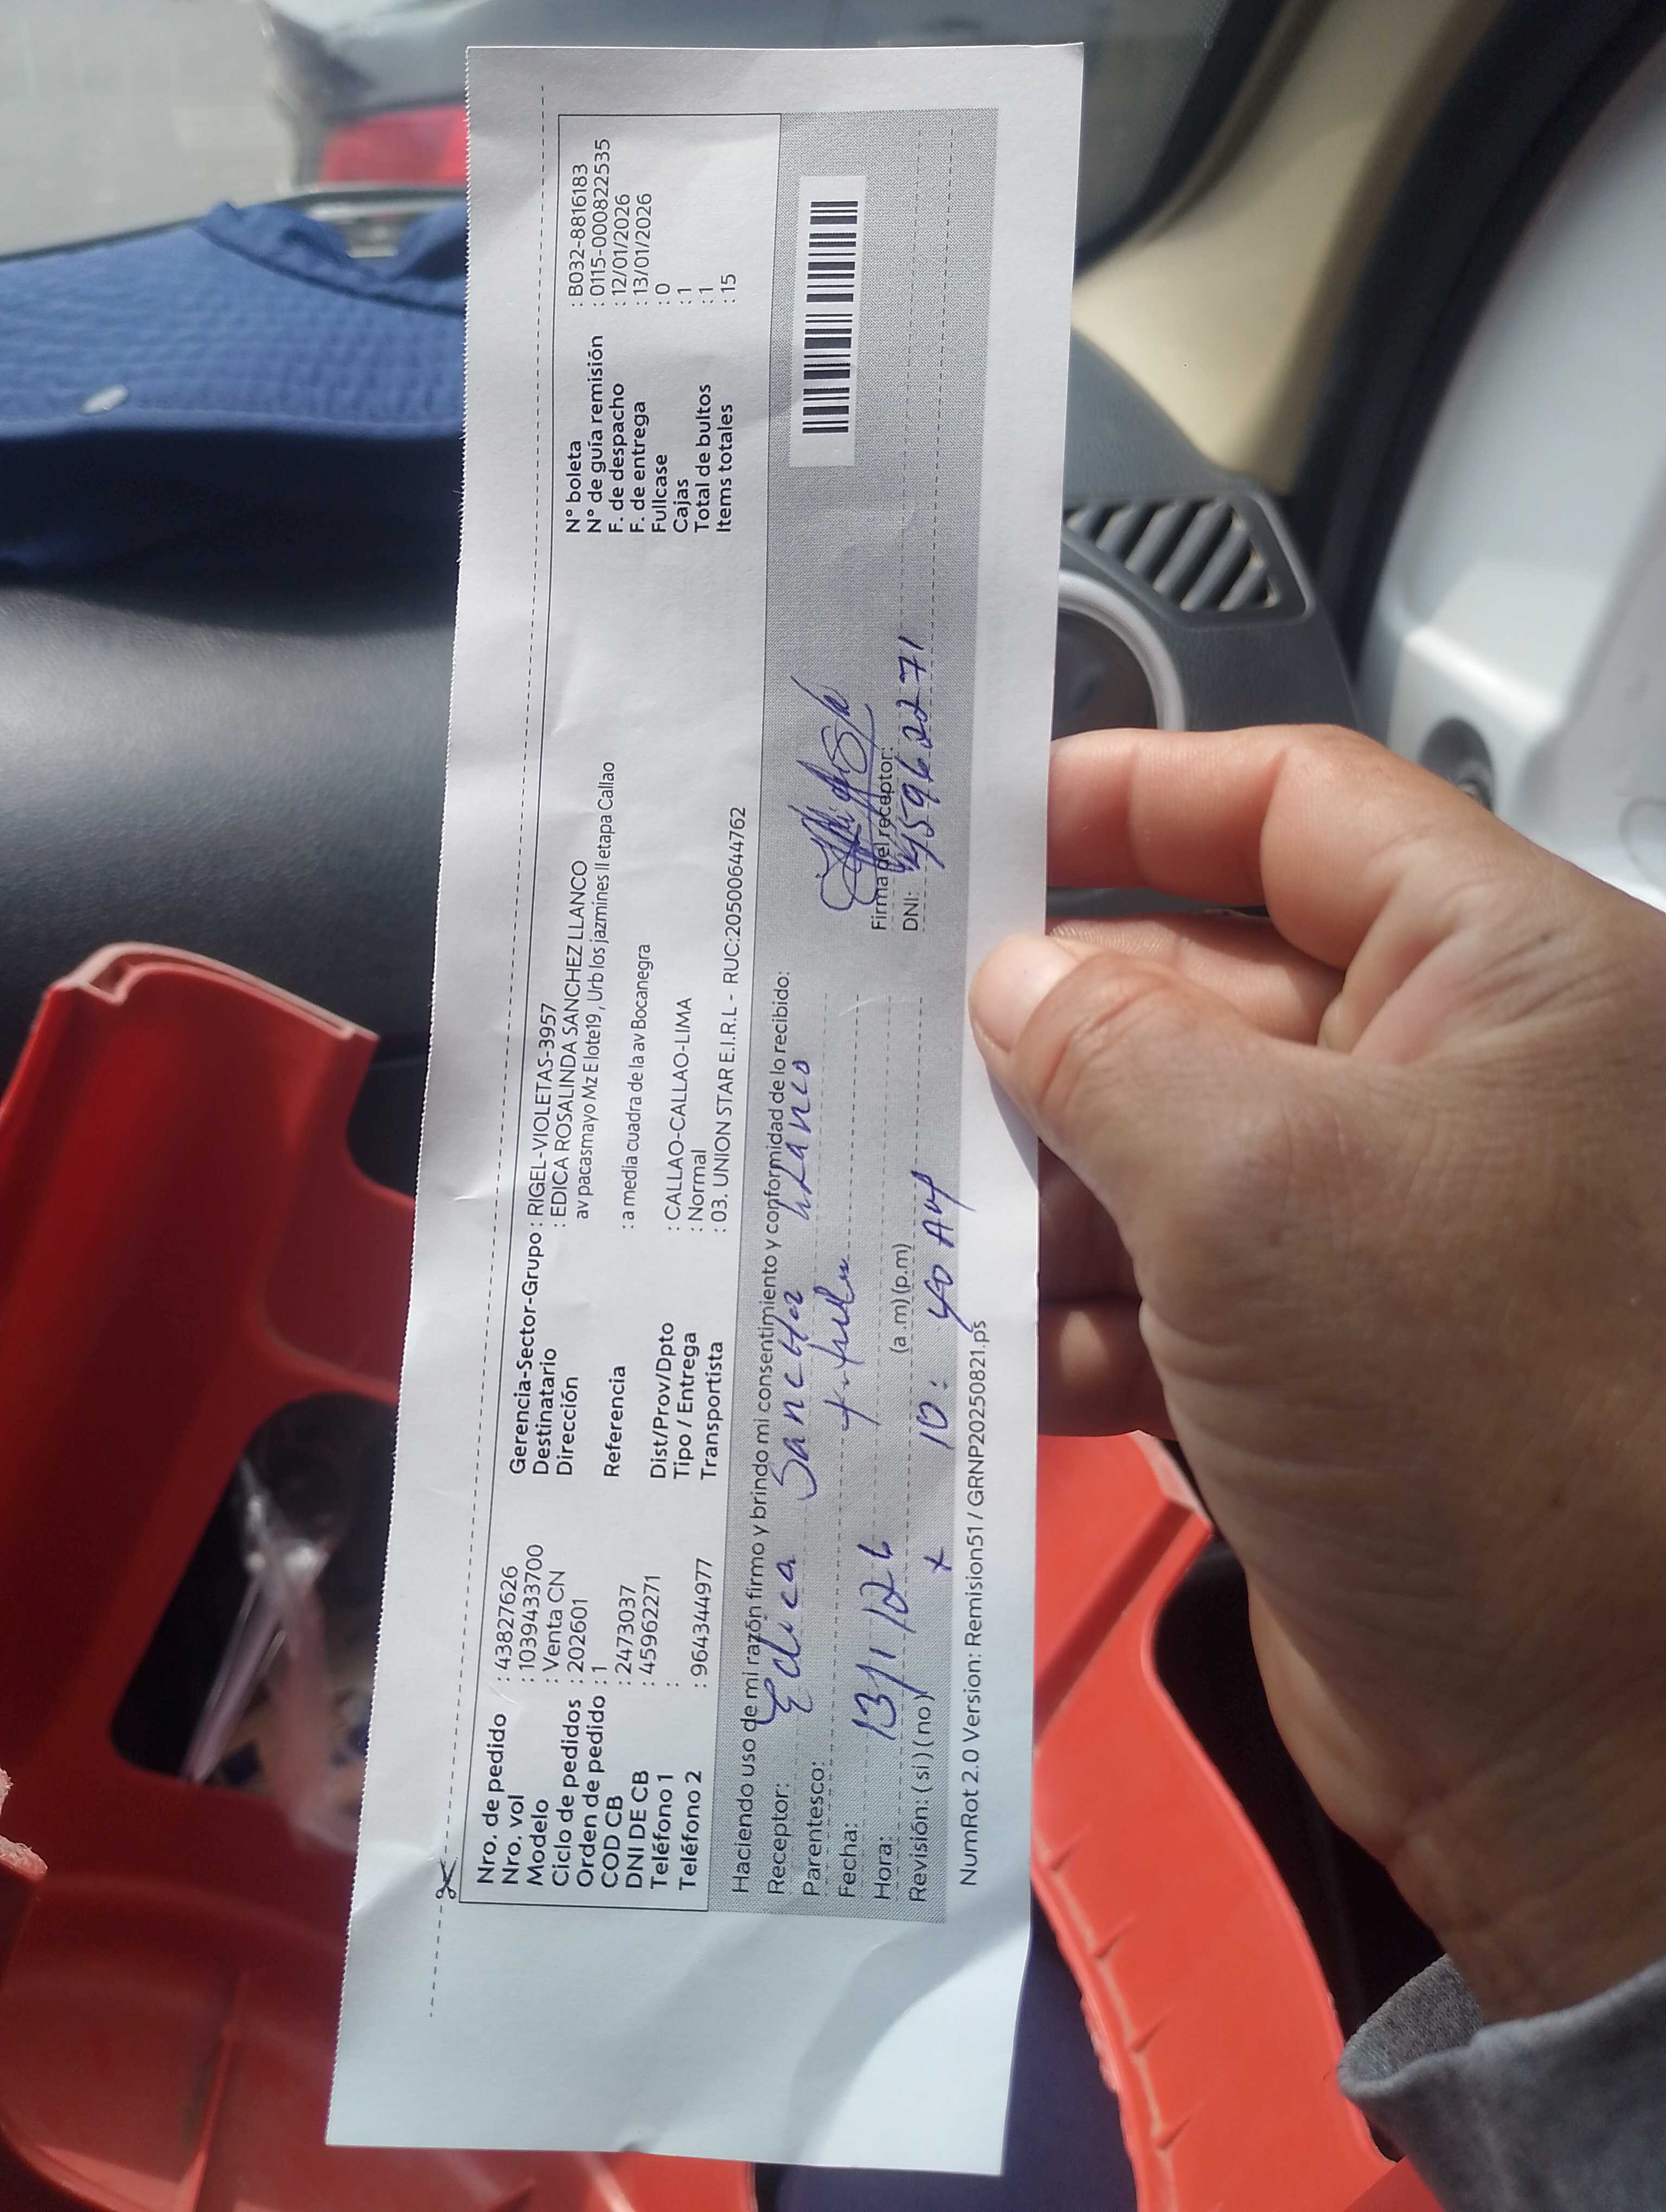 Nro. de pedido : 43827626
Nro. vol : 10394333700
Modelo : Venta CN
Ciclo de pedidos : 202601
Orden de pedido : 1
COD CB : 2473037
DNI DE CB : 45962271
Teléfono 1 :
Teléfono 2 : 964344977
Gerencia-Sector-Grupo : RIGEL-VIOLETAS-3957
Destinatario : EDICA ROSALINDA SANCHEZ LLANCO
Dirección av pacasmayo Mz E lote19 , Urb los jazmines II etapa Callao
Referencia : a media cuadra de la av Bocanegra
Dist/Prov/Dpto : CALLAO-CALLAO-LIMA
Tipo / Entrega : Normal
Transportista : 03. UNION STAR E.I.R.L - RUC:20500644762
N° boleta : B032-8816183
N° de guía remisión : 0115-0000822535
F. de despacho : 12/01/2026
F. de entrega : 13/01/2026
Fullcase : 0
Cajas : 1
Total de bultos : 1
Items totales : 15
Haciendo uso de mi razón firmo y brindo mi consentimiento y conformidad de lo recibido:
Receptor: Edica Sanchez LLanco
Parentesco:
Fecha: 13/1/26
Hora: 10:40 AM (a .m) (p.m)
Revisión: ( si ) ( no) x
Firma del receptor:
DNI: 45962271
NumRot 2.0 Version: Remision51 / GRNP20250821.ps